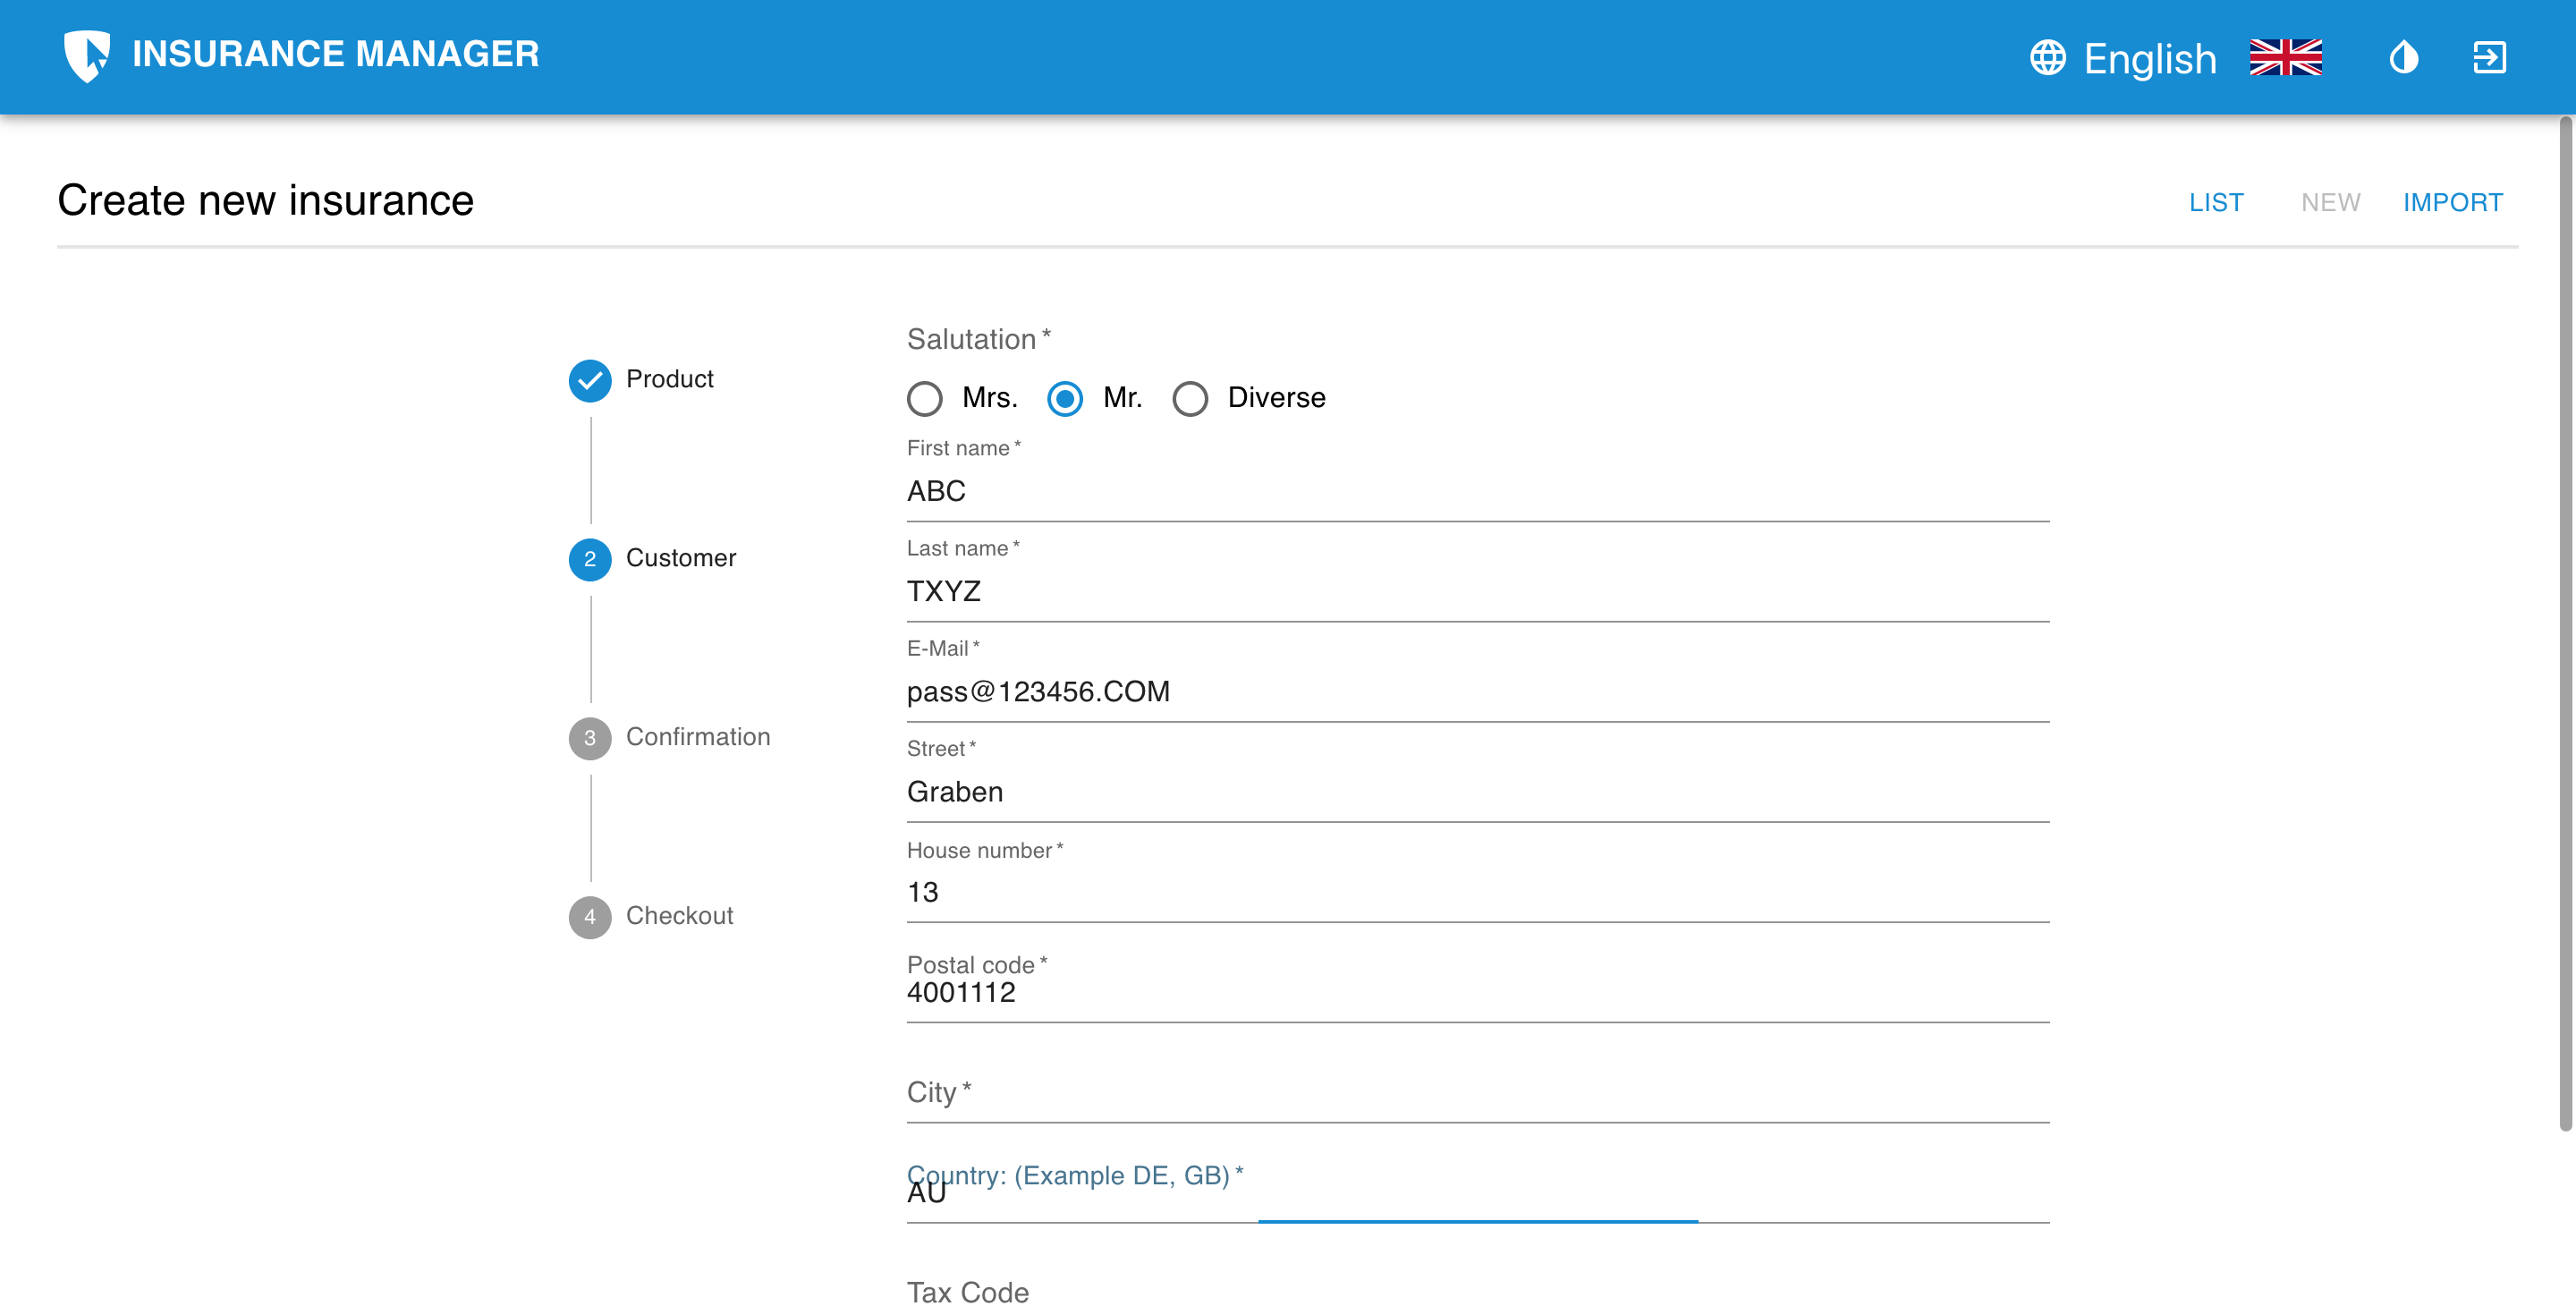 INSURANCE MANAGER
English
Create new insurance
LIST NEW IMPORT
Product
2 Customer
3 Confirmation
4 Checkout
Salutation *
Mrs. Mr. Diverse
First name *
ABC
Last name *
TXYZ
E-Mail *
pass@123456.COM
Street *
Graben
House number *
13
Postal code *
4001112
City *
Country: (Example DE, GB) *
AU
Tax Code